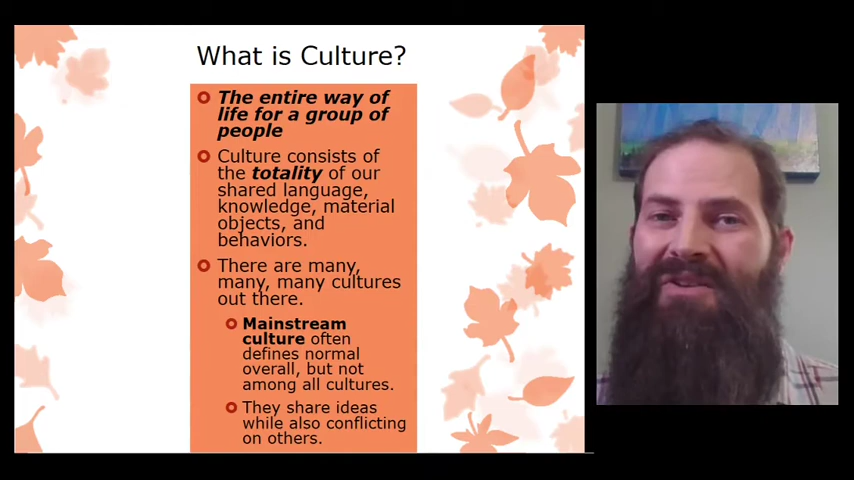 What is Culture?
The entire way of
life for a group of
people
Culture consists of
the totality of our
shared language,
knowledge, material
objects, and
behaviors.
There are many,
many, many cultures
out there.
Mainstream
culture often
defines normal
overall, but not
among all cultures.
They share ideas
while also conflicting
on others.